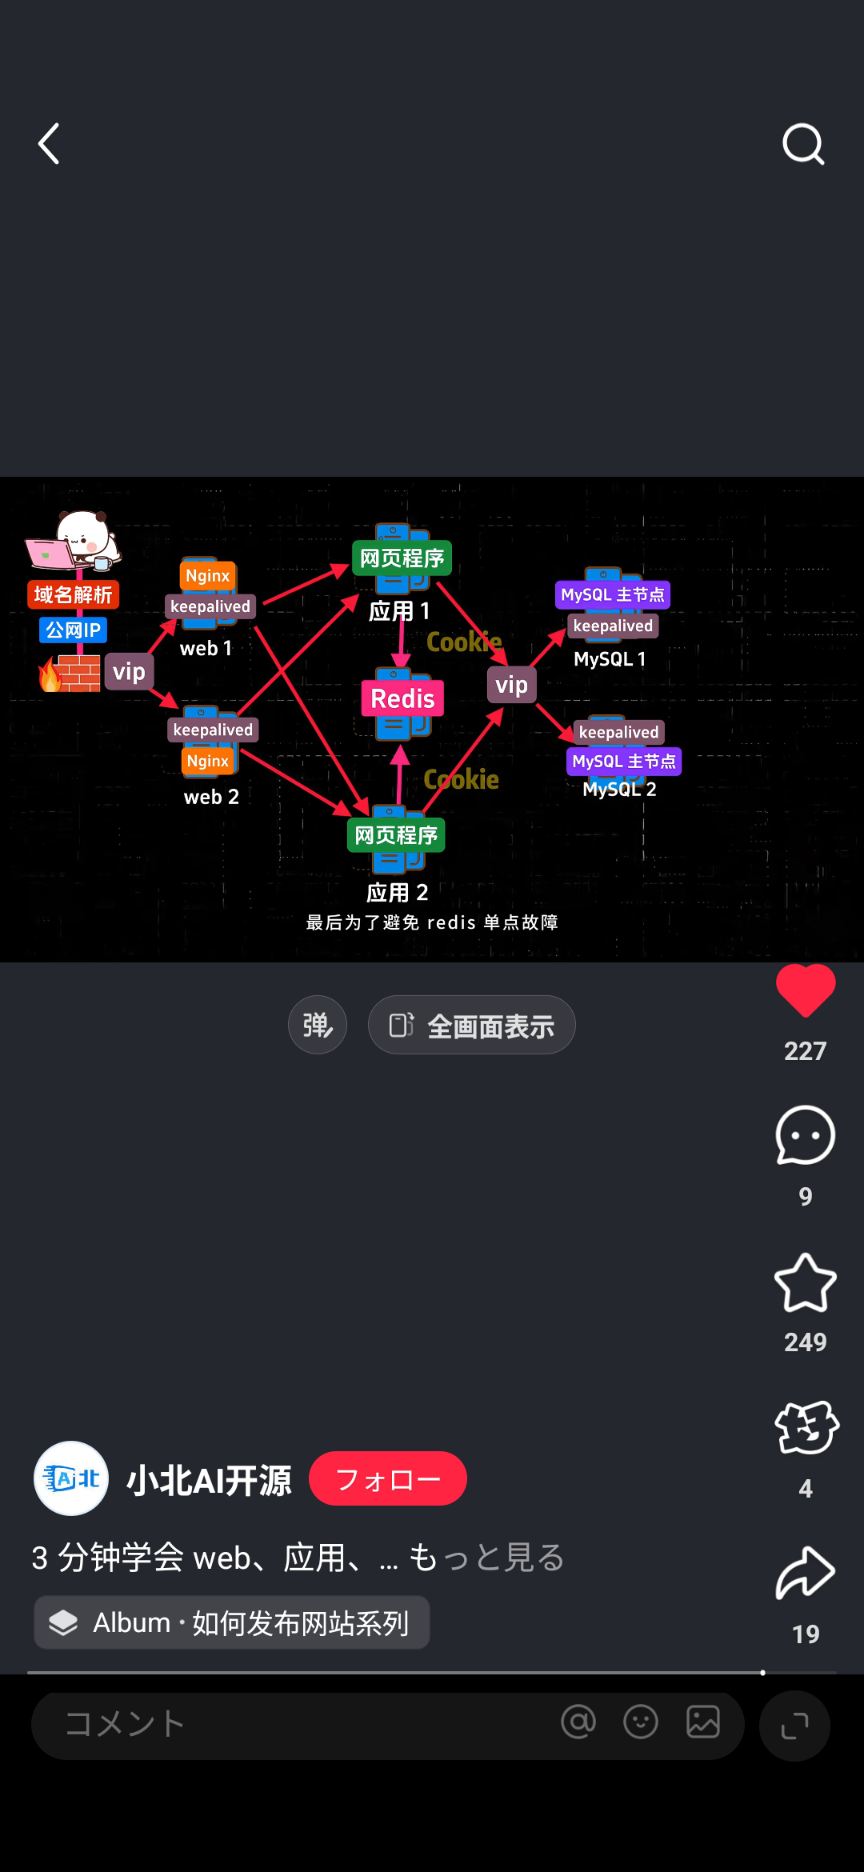 域名解析
公网IP
vip
Nginx
keepalived
web 1
keepalived
Nginx
web 2
网页程序
应用 1
Cookie
Redis
Cookie
网页程序
应用 2
vip
MySQL 主节点
keepalived
MySQL 1
keepalived
MySQL 主节点
MySQL 2
最后为了避免 redis 单点故障
弹
全画面表示
227
9
249
4
19
Ai北
小北AI开源
フォロー
3 分钟学会 web、应用、... もっと見る
Album · 如何发布网站系列
コメント